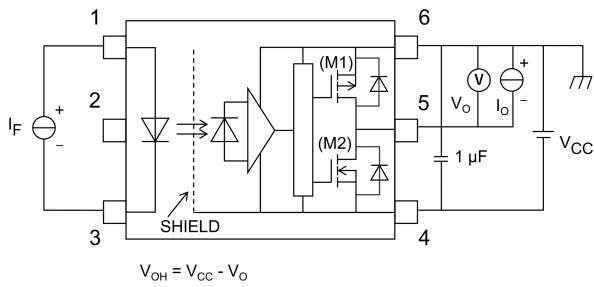 1
6
(M1)
+
V
+
I_F
+
−
2
5
V_O
I_O
−
(M2)
1 μF
V_CC
SHIELD
3
4
V_OH = V_CC - V_O